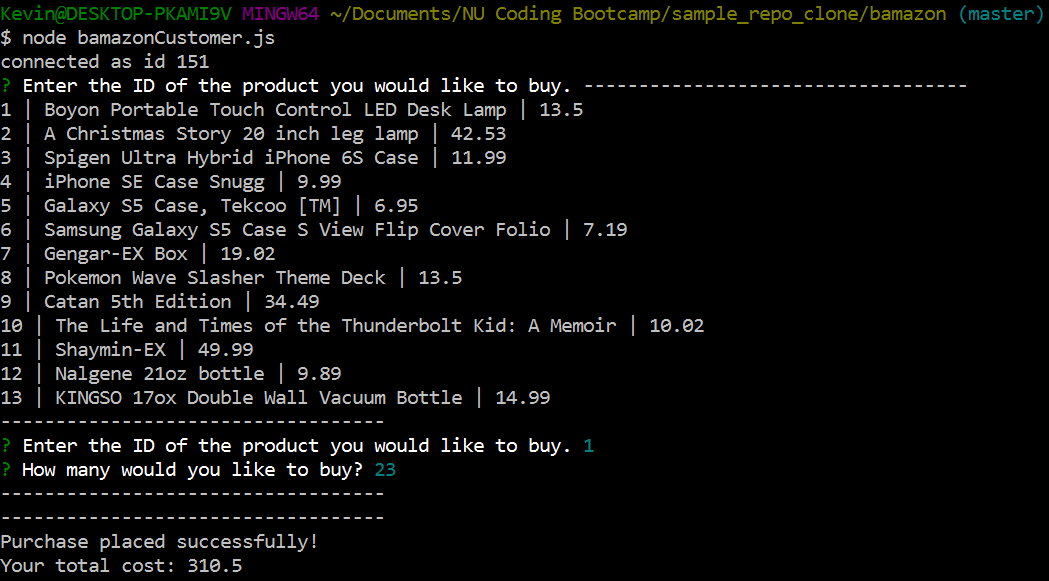 Kevin@DESKTOP-PKAMI9V MINGW64 ~/Documents/NU Coding Bootcamp/sample_repo_clone/bamazon (master)
$ node bamazonCustomer.js
connected as id 151
? Enter the ID of the product you would like to buy. -----------------------------------
1 | Boyon Portable Touch Control LED Desk Lamp | 13.5
2 | A Christmas Story 20 inch leg lamp | 42.53
3 | Spigen Ultra Hybrid iPhone 6S Case | 11.99
4 | iPhone SE Case Snugg | 9.99
5 | Galaxy S5 Case, Tekcoo [TM] | 6.95
6 | Samsung Galaxy S5 Case S View Flip Cover Folio | 7.19
7 | Gengar-EX Box | 19.02
8 | Pokemon Wave Slasher Theme Deck | 13.5
9 | Catan 5th Edition | 34.49
10 | The Life and Times of the Thunderbolt Kid: A Memoir | 10.02
11 | Shaymin-EX | 49.99
12 | Nalgene 21oz bottle | 9.89
13 | KINGSO 17ox Double Wall Vacuum Bottle | 14.99
-----------------------------------
? Enter the ID of the product you would like to buy. 1
? How many would you like to buy? 23
-----------------------------------
-----------------------------------
Purchase placed successfully!
Your total cost: 310.5